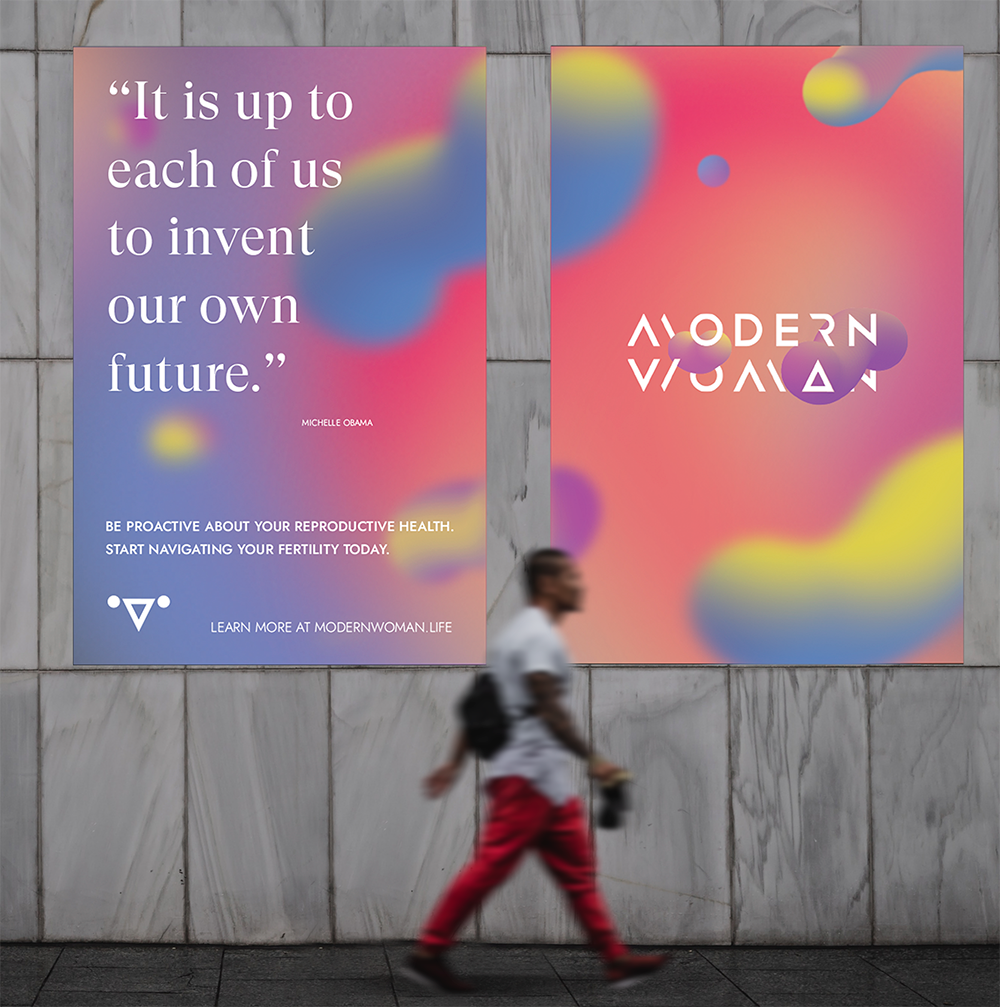 “It is up to
each of us
to invent
our own
future.”
MICHELLE OBAMA
BE PROACTIVE ABOUT YOUR REPRODUCTIVE HEALTH.
START NAVIGATING YOUR FERTILITY TODAY.
LEARN MORE AT MODERNWOMAN.LIFE
MODERN
WOMAN